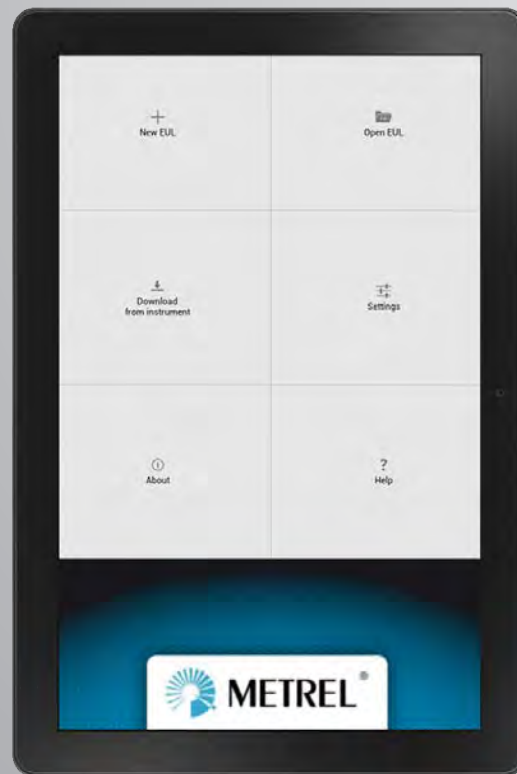 New EUL
Open EUL
Download
from instrument
Settings
About
?
Help
METREL®